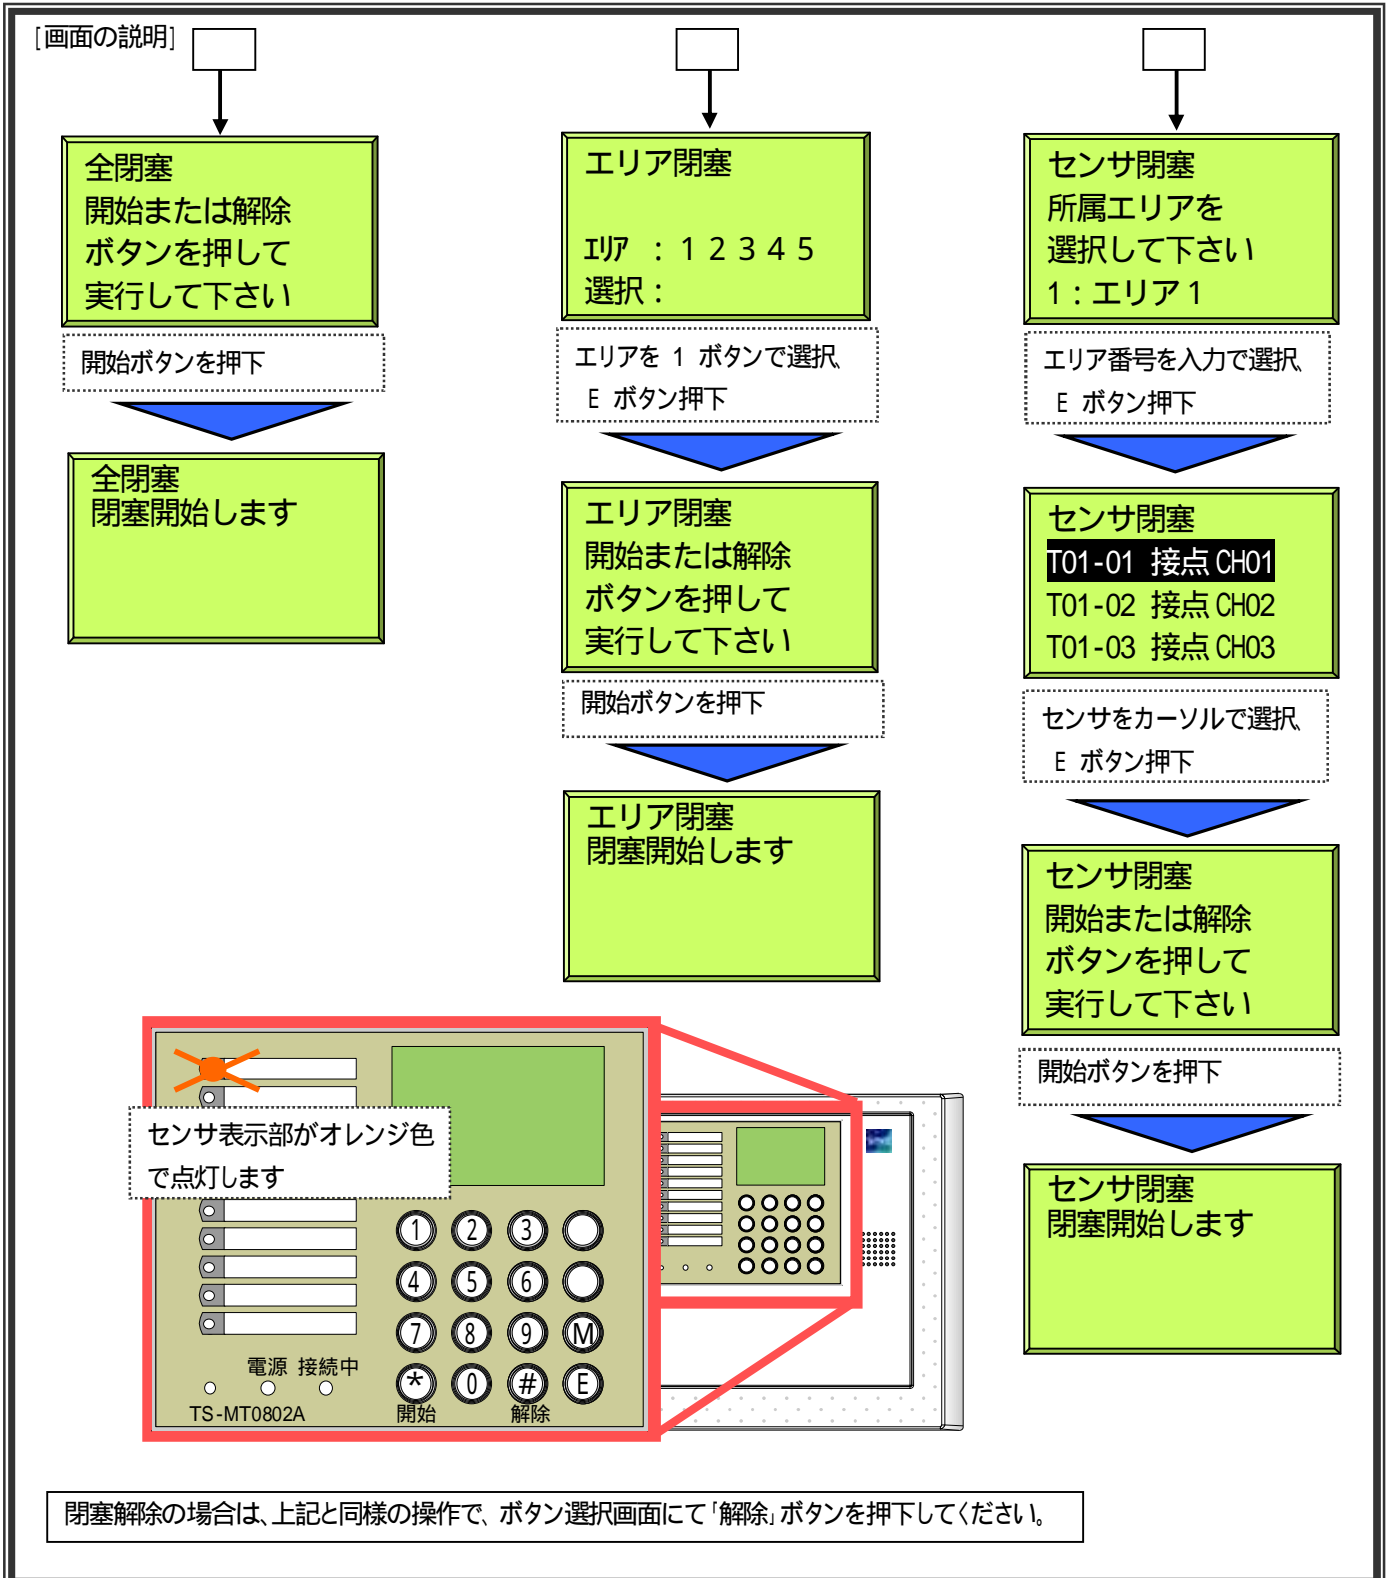 [画面の説明]
全閉塞
開始または解除
ボタンを押して
実行して下さい
開始ボタンを押下
全閉塞
閉塞開始します
エリア閉塞
ｴﾘｱ : 1 2 3 4 5
選択:
エリアを 1 ボタンで選択、
E ボタン押下
エリア閉塞
開始または解除
ボタンを押して
実行して下さい
開始ボタンを押下
エリア閉塞
閉塞開始します
センサ閉塞
所属エリアを
選択して下さい
1:エリア1
エリア番号を入力で選択、
E ボタン押下
センサ閉塞
T01-01 接点CH01
T01-02 接点CH02
T01-03 接点CH03
センサをカーソルで選択、
E ボタン押下
センサ閉塞
開始または解除
ボタンを押して
実行して下さい
開始ボタンを押下
センサ閉塞
閉塞開始します
センサ表示部がオレンジ色
で点灯します
1 2 3
4 5 6
7 8 9 M
* 0 # E
開始 解除
電源 接続中
TS-MT0802A
閉塞解除の場合は、上記と同様の操作で、ボタン選択画面にて「解除」ボタンを押下してください。